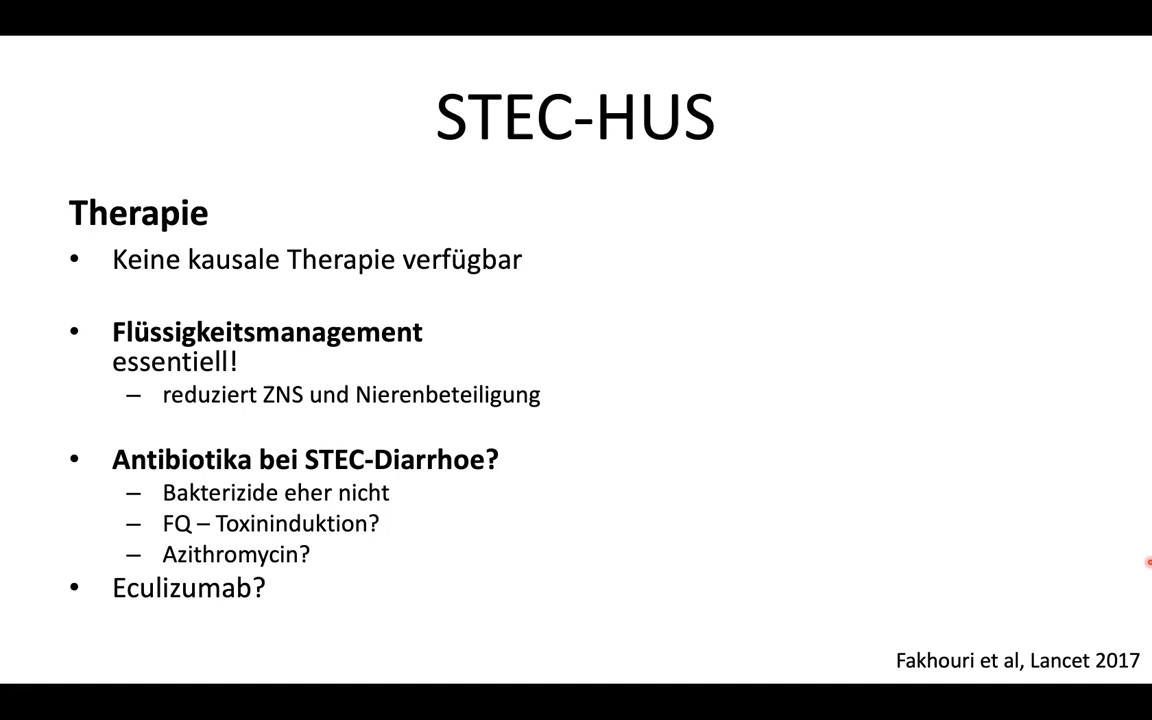 STEC-HUS
Therapie
• Keine kausale Therapie verfügbar
• Flüssigkeitsmanagement
essentiell!
– reduziert ZNS und Nierenbeteiligung
• Antibiotika bei STEC-Diarrhoe?
– Bakterizide eher nicht
– FQ – Toxininduktion?
– Azithromycin?
• Eculizumab?
Fakhouri et al, Lancet 2017